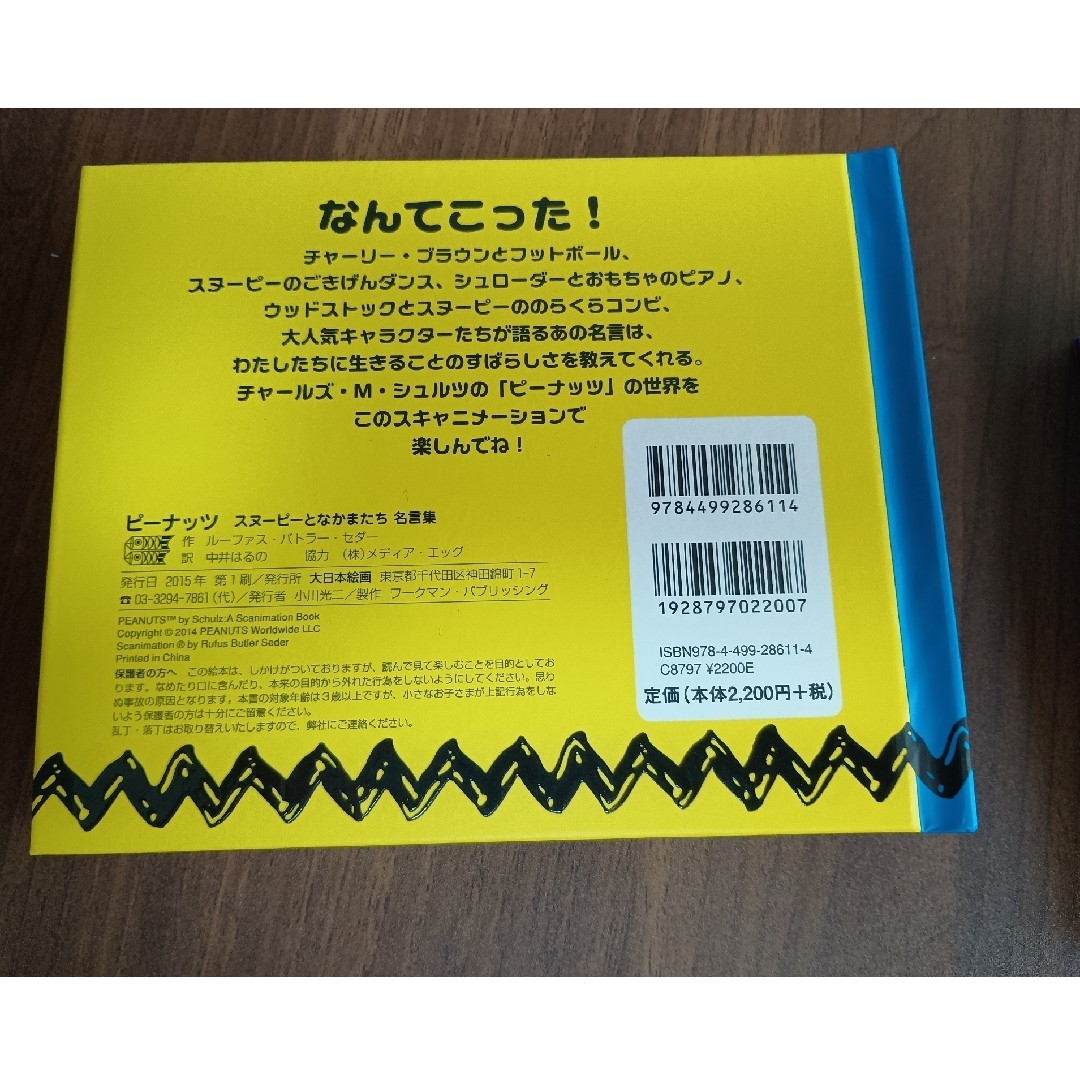 なんてこった！
チャーリー・ブラウンとフットボール、
スヌーピーのごきげんダンス、シュローダーとおもちゃのピアノ、
ウッドストックとスヌーピーののらくらコンビ、
大人気キャラクターたちが語るあの名言は、
わたしたちに生きることのすばらしさを教えてくれる。
チャールズ・M・シュルツの「ピーナッツ」の世界を
このスキャニメーションで
楽しんでね！
ピーナッツ スヌーピーとなかまたち 名言集
作 ルーファス・バトラー・セダー
訳 中井はるの 協力 (株)メディア・エッグ
発行日 2015年 第1刷/発行所 大日本絵画 東京都千代田区神田錦町1-7
☎03-3294-7861(代)/発行者 小川光二/製作 ワークマン・パブリッシング
PEANUTS™ by Schulz:A Scanimation Book
Copyright © 2014 PEANUTS Worldwide LLC
Scanimation ® by Rufus Butler Seder
Printed in China
保護者の方へ この絵本は、しかけがついておりますが、読んで見て楽しむことを目的としてお
ります。なめたり口に含んだり、本来の目的から外れた行為をしないようにしてください。思わ
ぬ事故の原因となります。本書の対象年齢は3歳以上ですが、小さなお子さまが上記行為をしな
いよう保護者の方は十分にご留意ください。
乱丁・落丁はお取り替えいたしますので、弊社にご連絡ください。
9784499286114
1928797022007
ISBN978-4-499-28611-4
C8797 ¥2200E
定価(本体2,200円+税)